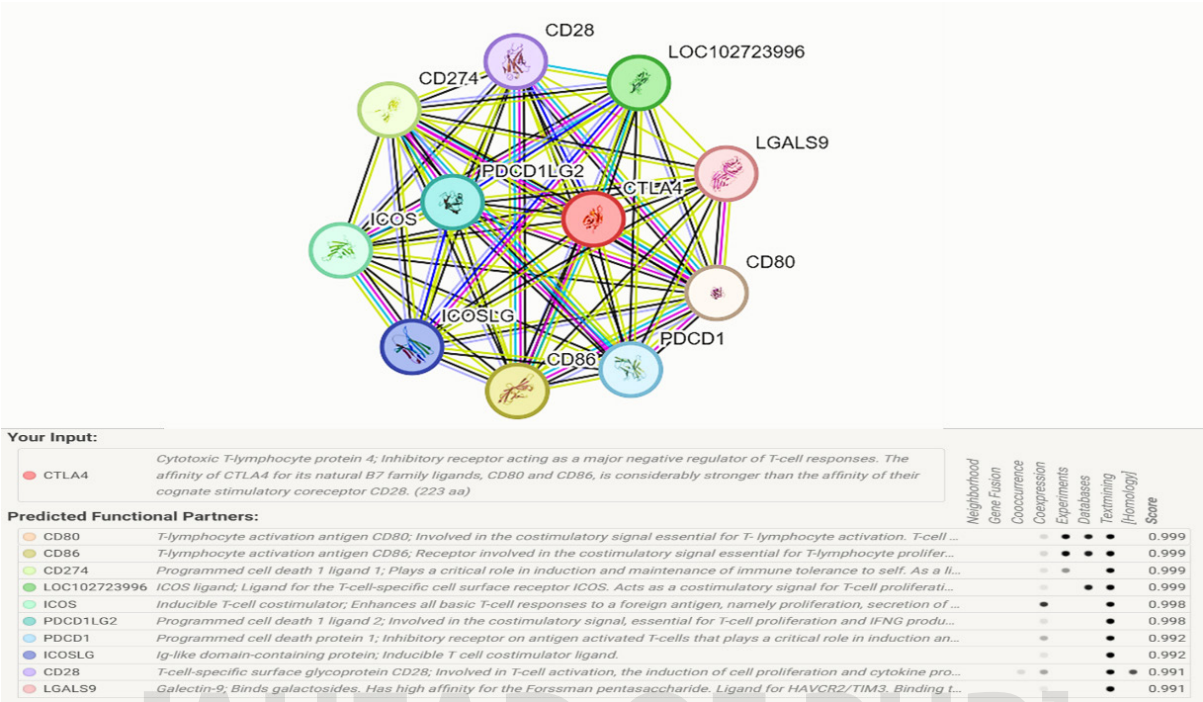 CD28
LOC102723996
CD274
LGALS9
PDCD1LG2
CTLA4
ICOS
CD80
ICOSLG
PDCD1
CD86
Your Input:
CTLA4 Cytotoxic T-lymphocyte protein 4; Inhibitory receptor acting as a major negative regulator of T-cell responses. The
affinity of CTLA4 for its natural B7 family ligands, CD80 and CD86, is considerably stronger than the affinity of their
cognate stimulatory coreceptor CD28. (223 aa)
Neighborhood
Gene Fusion
Cooccurrence
Coexpression
Experiments
Databases
Textmining
[Homology]
Score
Predicted Functional Partners:
CD80 T-lymphocyte activation antigen CD80; Involved in the costimulatory signal essential for T- lymphocyte activation. T-cell ... 0.999
CD86 T-lymphocyte activation antigen CD86; Receptor involved in the costimulatory signal essential for T-lymphocyte prolifer... 0.999
CD274 Programmed cell death 1 ligand 1; Plays a critical role in induction and maintenance of immune tolerance to self. As a li... 0.999
LOC102723996 ICOS ligand; Ligand for the T-cell-specific cell surface receptor ICOS. Acts as a costimulatory signal for T-cell proliferati... 0.999
ICOS Inducible T-cell costimulator; Enhances all basic T-cell responses to a foreign antigen, namely proliferation, secretion of ... 0.998
PDCD1LG2 Programmed cell death 1 ligand 2; Involved in the costimulatory signal, essential for T-cell proliferation and IFNG produ... 0.998
PDCD1 Programmed cell death protein 1; Inhibitory receptor on antigen activated T-cells that plays a critical role in induction an... 0.992
ICOSLG Ig-like domain-containing protein; Inducible T cell costimulator ligand. 0.992
CD28 T-cell-specific surface glycoprotein CD28; Involved in T-cell activation, the induction of cell proliferation and cytokine pro... 0.991
LGALS9 Galectin-9; Binds galactosides. Has high affinity for the Forssman pentasaccharide. Ligand for HAVCR2/TIM3. Binding t... 0.991